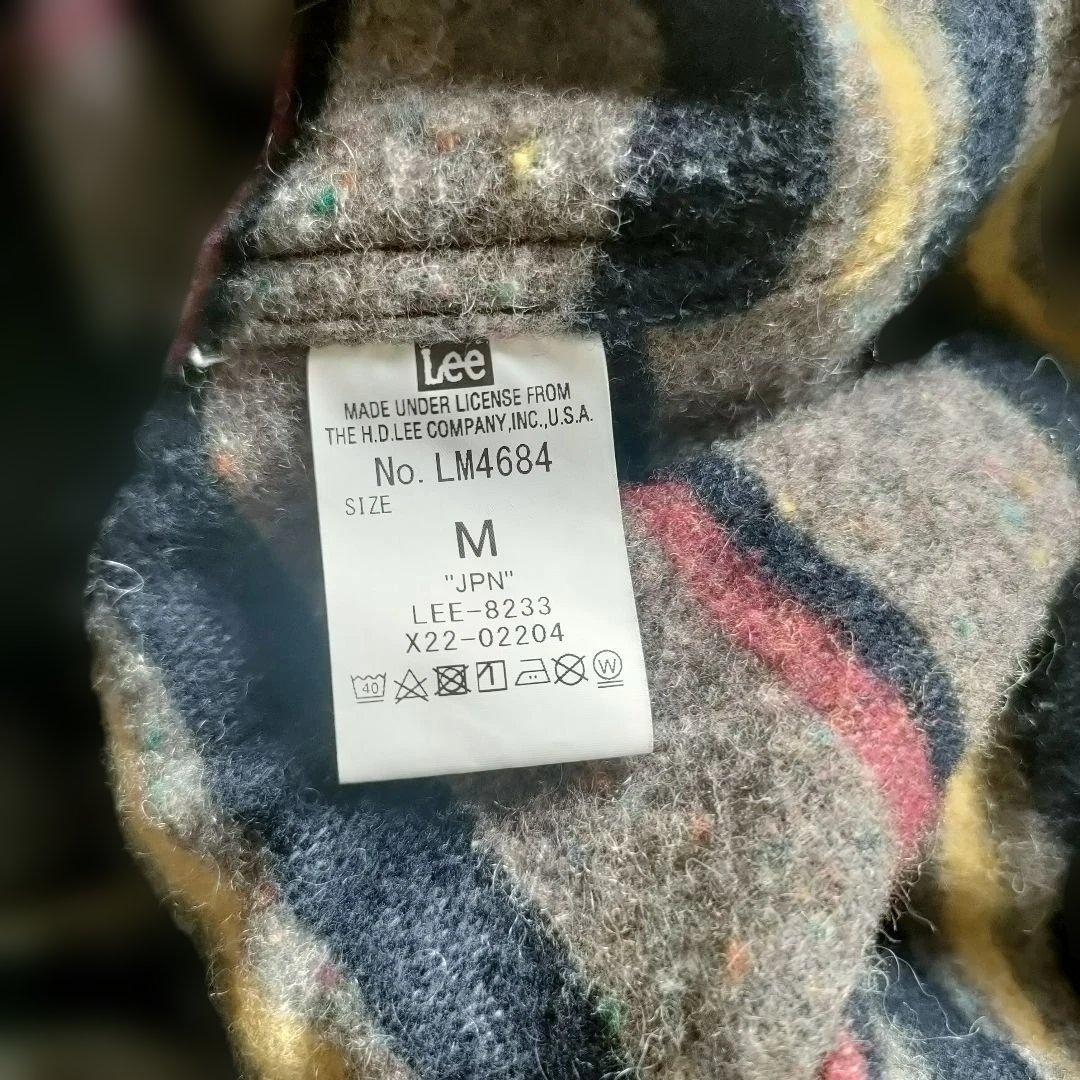 Lee
MADE UNDER LICENSE FROM
THE H.D.LEE COMPANY,INC.,U.S.A.
No. LM4684
SIZE
M
"JPN"
LEE-8233
X22-02204
40 W